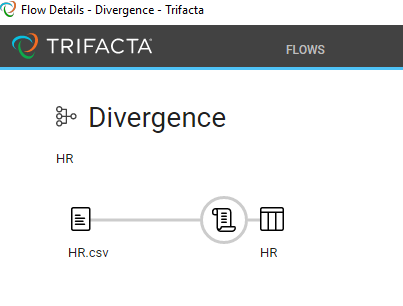 Flow Details - Divergence - Trifacta
TRIFACTA
FLOWS
Divergence
HR
HR.csv
HR